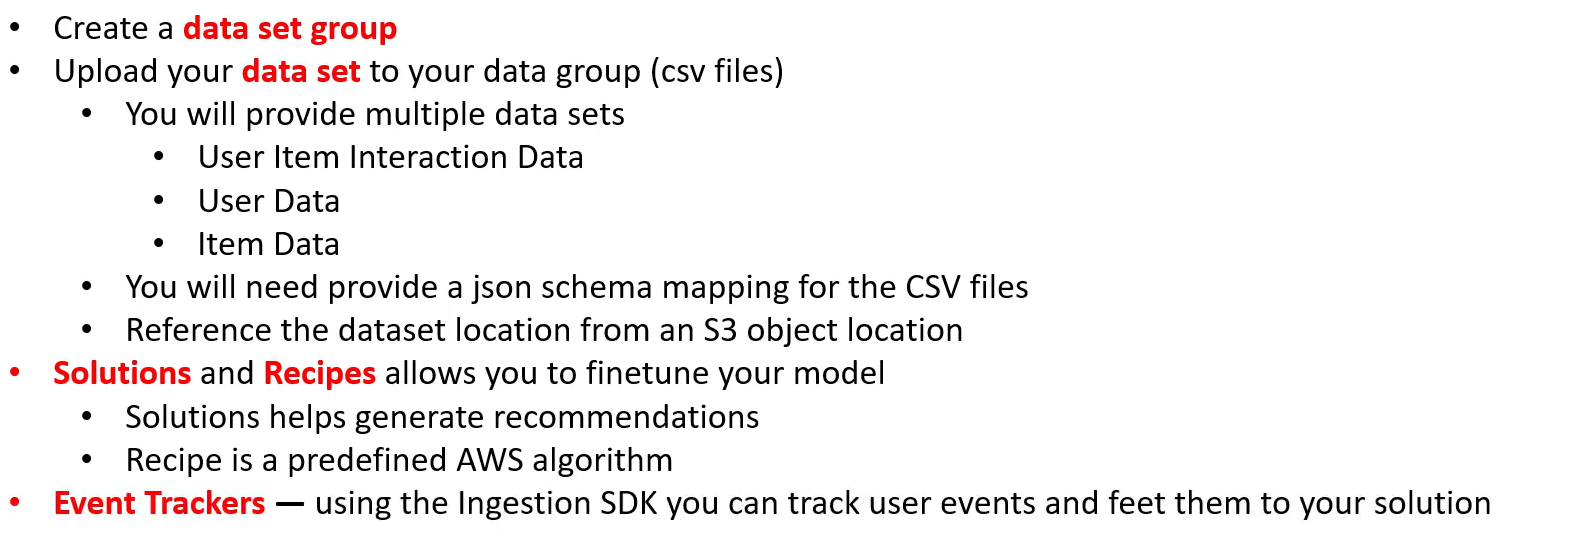 • Create a data set group
• Upload your data set to your data group (csv files)
• You will provide multiple data sets
• User Item Interaction Data
• User Data
• Item Data
• You will need provide a json schema mapping for the CSV files
• Reference the dataset location from an S3 object location
• Solutions and Recipes allows you to finetune your model
• Solutions helps generate recommendations
• Recipe is a predefined AWS algorithm
• Event Trackers — using the Ingestion SDK you can track user events and feet them to your solution